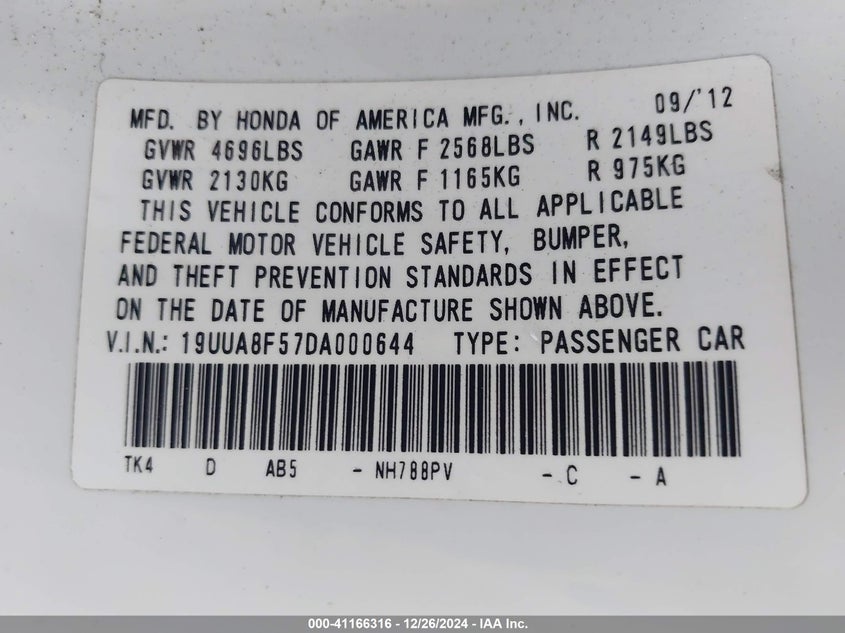 MFD. BY HONDA OF AMERICA MFG., INC. 09/'12
GVWR 4696LBS GAWR F 2568LBS R 2149LBS
GVWR 2130KG GAWR F 1165KG R 975KG
THIS VEHICLE CONFORMS TO ALL APPLICABLE
FEDERAL MOTOR VEHICLE SAFETY, BUMPER,
AND THEFT PREVENTION STANDARDS IN EFFECT
ON THE DATE OF MANUFACTURE SHOWN ABOVE.
V.I.N.: 19UUA8F57DA000644 TYPE: PASSENGER CAR
TK4 D AB5 - NH788PV - C - A
000-41166316 - 12/26/2024 - IAA Inc.